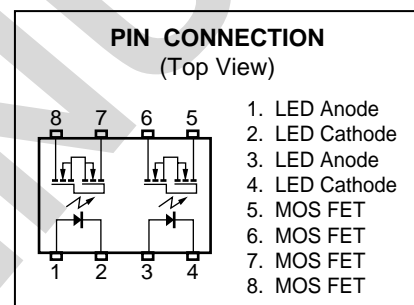 PIN CONNECTION
(Top View)
8 7 6 5
1 2 3 4
1. LED Anode
2. LED Cathode
3. LED Anode
4. LED Cathode
5. MOS FET
6. MOS FET
7. MOS FET
8. MOS FET